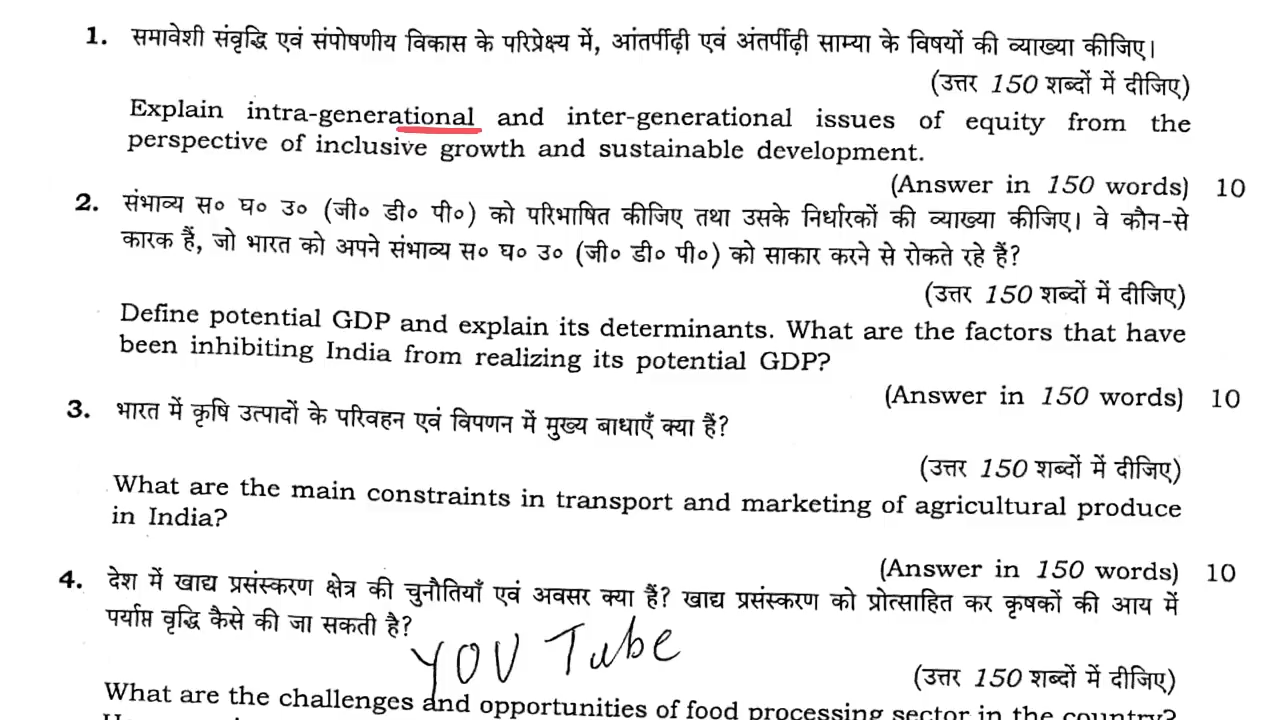 1. समावेशी संवृद्धि एवं संपोषणीय विकास के परिप्रेक्ष्य में, आंतर्पीढ़ी एवं अंतर्पीढ़ी साम्या के विषयों की व्याख्या कीजिए।
(उत्तर 150 शब्दों में दीजिए)
Explain intra-generational and inter-generational issues of equity from the
perspective of inclusive growth and sustainable development.
(Answer in 150 words) 10
2. संभाव्य स० घ० उ० (जी० डी० पी०) को परिभाषित कीजिए तथा उसके निर्धारकों की व्याख्या कीजिए। वे कौन-से
कारक हैं, जो भारत को अपने संभाव्य स० घ० उ० (जी० डी० पी०) को साकार करने से रोकते रहे हैं?
(उत्तर 150 शब्दों में दीजिए)
Define potential GDP and explain its determinants. What are the factors that have
been inhibiting India from realizing its potential GDP?
(Answer in 150 words) 10
3. भारत में कृषि उत्पादों के परिवहन एवं विपणन में मुख्य बाधाएँ क्या हैं?
(उत्तर 150 शब्दों में दीजिए)
What are the main constraints in transport and marketing of agricultural produce
in India?
(Answer in 150 words) 10
4. देश में खाद्य प्रसंस्करण क्षेत्र की चुनौतियाँ एवं अवसर क्या हैं? खाद्य प्रसंस्करण को प्रोत्साहित कर कृषकों की आय में
पर्याप्त वृद्धि कैसे की जा सकती है?
YOU Tube
(उत्तर 150 शब्दों में दीजिए)
What are the challenges and opportunities of food processing sector in the country?